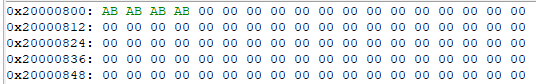 0x20000800: AB AB AB AB 00 00 00 00 00 00 00 00 00 00 00 00 00 00
0x20000812: 00 00 00 00 00 00 00 00 00 00 00 00 00 00 00 00 00 00
0x20000824: 00 00 00 00 00 00 00 00 00 00 00 00 00 00 00 00 00 00
0x20000836: 00 00 00 00 00 00 00 00 00 00 00 00 00 00 00 00 00 00
0x20000848: 00 00 00 00 00 00 00 00 00 00 00 00 00 00 00 00 00 00